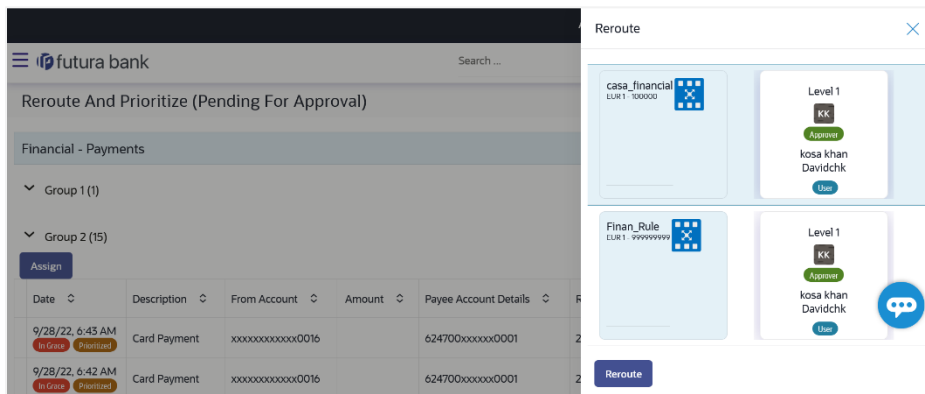 futura bank
Search ...
Reroute And Prioritize (Pending For Approval)
Financial - Payments
Group 1 (1)
Group 2 (15)
Assign
Date Description From Account Amount Payee Account Details R
9/28/22, 6:43 AM
In Grace Prioritized
Card Payment xxxxxxxxxxxx0016 624700xxxxxx0001 2
9/28/22, 6:42 AM
In Grace Prioritized
Card Payment xxxxxxxxxxxx0016 624700xxxxxx0001 2
Reroute
casa_financial
EUR 1 - 100000
Level 1
KK
Approver
kosa khan
Davidchk
User
Finan_Rule
EUR 1 - 999999999
Level 1
KK
Approver
kosa khan
Davidchk
User
Reroute